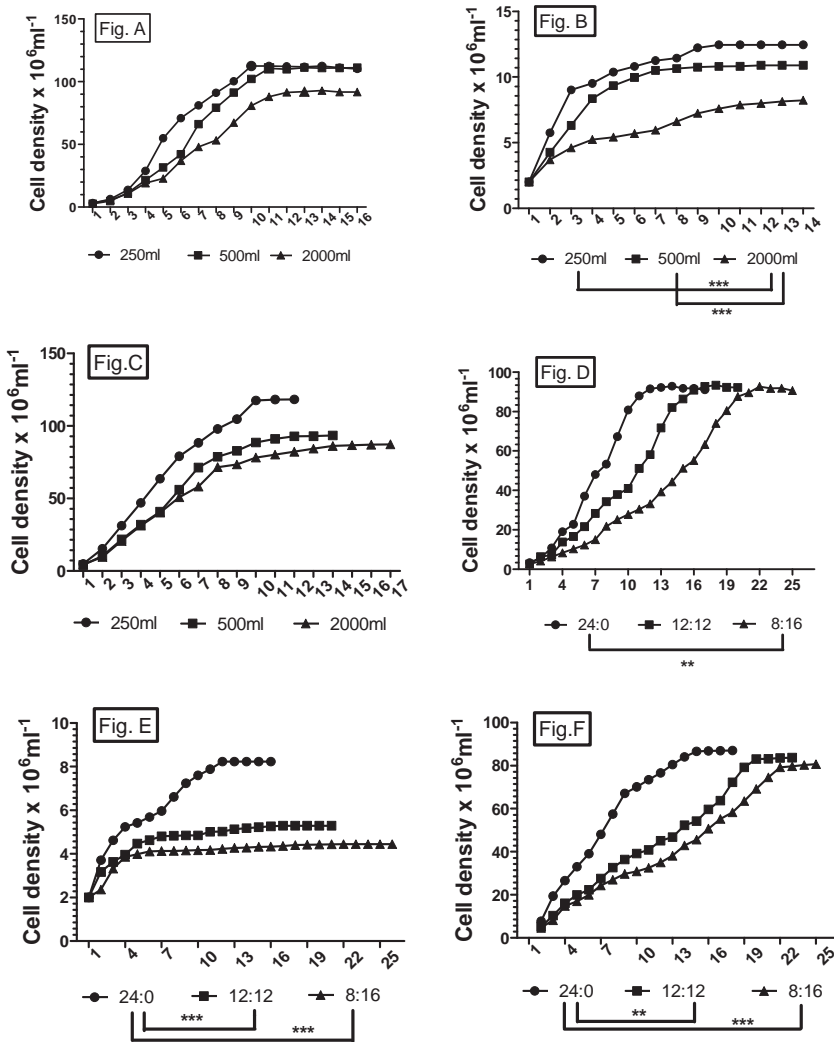 Fig. A
Cell density x 10⁶ml⁻¹
150
100
50
0
1 2 3 4 5 6 7 8 9 10 11 12 13 14 15 16
250ml 500ml 2000ml
Fig. B
Cell density x 10⁶ml⁻¹
15
10
5
0
1 2 3 4 5 6 7 8 9 10 11 12 13 14
250ml 500ml 2000ml
***
***
Fig.C
Cell density x 10⁶ml⁻¹
150
100
50
0
1 2 3 4 5 6 7 8 9 10 11 12 13 14 15 16 17
250ml 500ml 2000ml
Fig. D
Cell density x 10⁶ml⁻¹
100
80
60
40
20
0
1 4 7 10 13 16 19 22 25
24:0 12:12 8:16
**
Fig. E
Cell density x 10⁶ml⁻¹
10
8
6
4
2
0
1 4 7 10 13 16 19 21 25
24:0 12:12 8:16
***
***
Fig.F
Cell density x 10⁶ml⁻¹
100
80
60
40
20
0
1 4 7 10 13 16 19 22 25
24:0 12:12 8:16
**
***